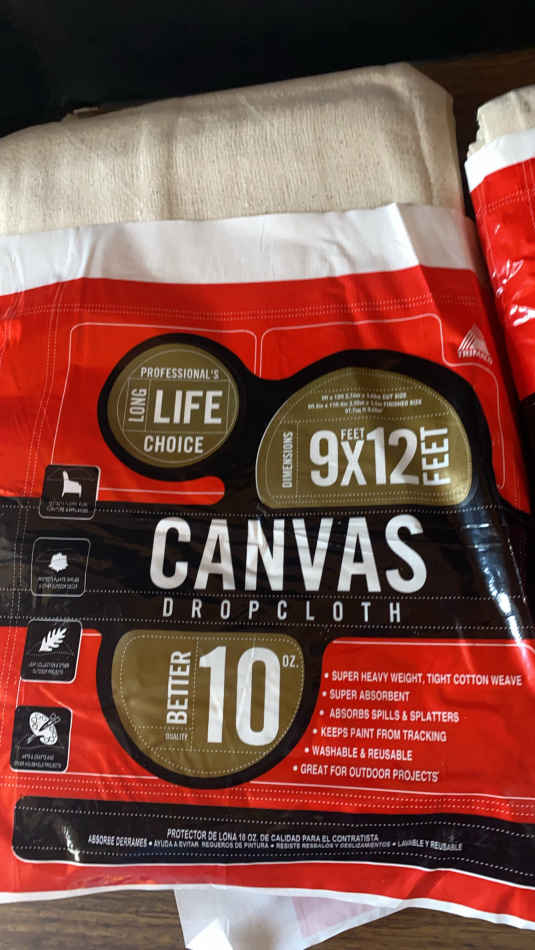 TRIMACO
PROFESSIONAL'S
LONG
LIFE
CHOICE
DIMENSIONS
9 FEET X 12 FEET
CANVAS
DROPCLOTH
BETTER
QUALITY
10 OZ.
• SUPER HEAVY WEIGHT, TIGHT COTTON WEAVE
• SUPER ABSORBENT
• ABSORBS SPILLS & SPLATTERS
• KEEPS PAINT FROM TRACKING
• WASHABLE & REUSABLE
• GREAT FOR OUTDOOR PROJECTS
PROTECTOR DE LONA 10 OZ. DE CALIDAD PARA EL CONTRATISTA
ABSORBE DERRAMES • AYUDA A EVITAR REGUEROS DE PINTURA • RESISTE RESBALOS Y DESLIZAMIENTOS • LAVABLE Y REUSABLE